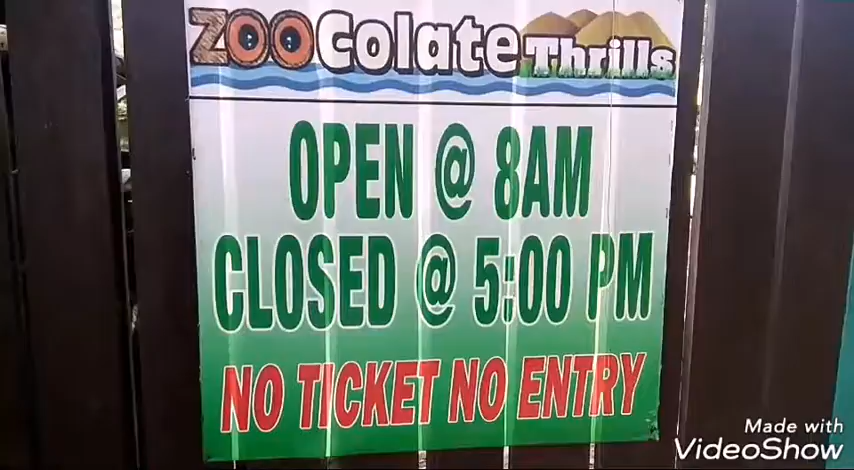 ZOOColate Thrills
OPEN @ 8AM
CLOSED @ 5:00 PM
NO TICKET NO ENTRY
Made with
VideoShow